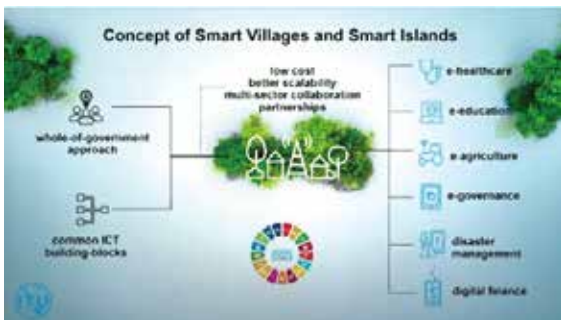 Concept of Smart Villages and Smart Islands
low cost
better scalability
multi-sector collaboration
partnerships
whole-of-government
approach
common ICT
building-blocks
e-healthcare
e-education
e-agriculture
e-governance
disaster
management
digital finance